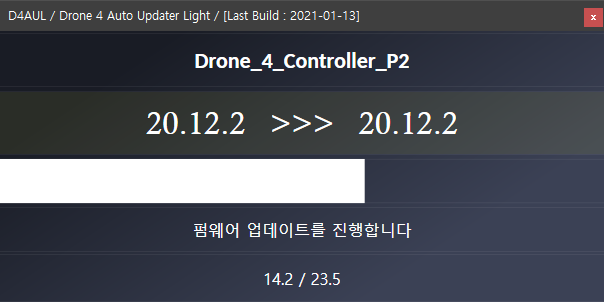 D4AUL / Drone 4 Auto Updater Light / [Last Build : 2021-01-13]
Drone_4_Controller_P2
20.12.2 >>> 20.12.2
펌웨어 업데이트를 진행합니다
14.2 / 23.5